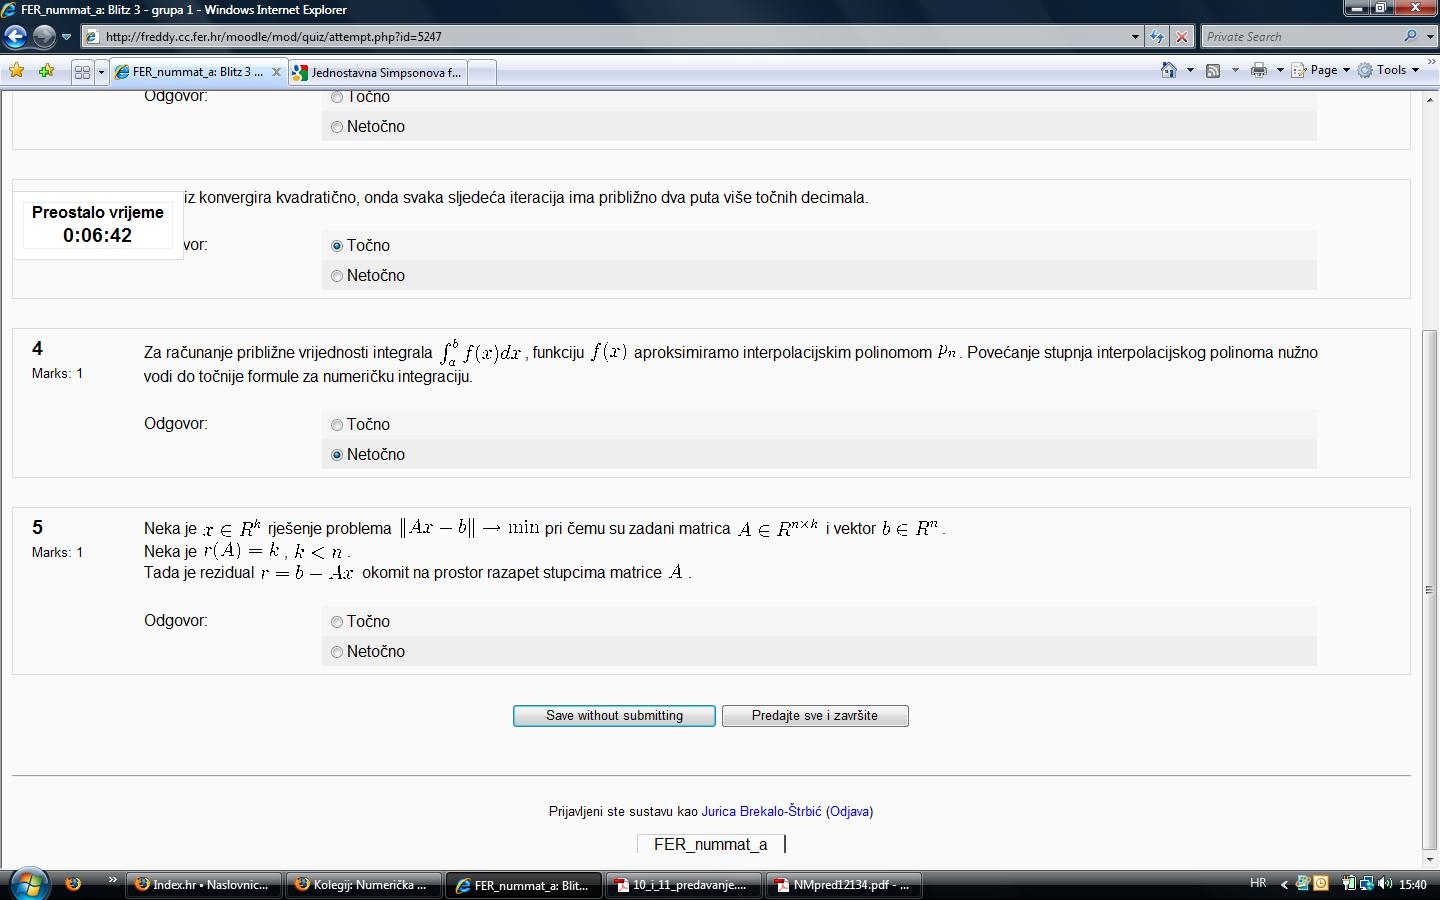 FER_nummat_a: Blitz 3 - grupa 1 - Windows Internet Explorer
http://freddy.cc.fer.hr/moodle/mod/quiz/attempt.php?id=5247
Private Search
FER_nummat_a: Blitz 3 ...
Jednostavna Simpsonova f...
Page
Tools
Odgovor: Točno
Netočno
iz konvergira kvadratično, onda svaka sljedeća iteracija ima približno dva puta više točnih decimala.
Preostalo vrijeme
0:06:42
vor: Točno
Netočno
4
Marks: 1
Za računanje približne vrijednosti integrala ∫_a^b f(x)dx , funkciju f(x) aproksimiramo interpolacijskim polinomom p_n . Povećanje stupnja interpolacijskog polinoma nužno
vodi do točnije formule za numeričku integraciju.
Odgovor: Točno
Netočno
5
Marks: 1
Neka je x ∈ R^k rješenje problema ||Ax − b|| → min pri čemu su zadani matrica A ∈ R^{n×k} i vektor b ∈ R^n .
Neka je r(A) = k , k < n .
Tada je rezidual r = b − Ax okomit na prostor razapet stupcima matrice A .
Odgovor: Točno
Netočno
Save without submitting Predajte sve i završite
Prijavljeni ste sustavu kao Jurica Brekalo-Štrbić (Odjava)
FER_nummat_a
Index.hr • Naslovnic... Kolegij: Numerička ... FER_nummat_a: Blit... 10_i_11_predavanje.... NMpred12134.pdf - ... HR 15:40